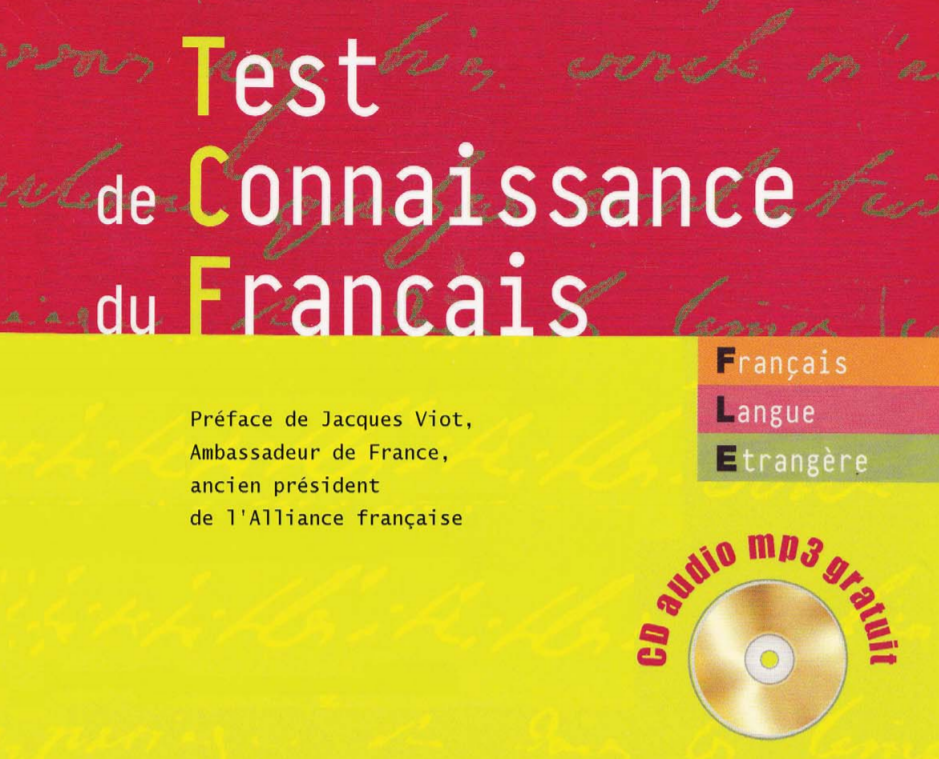 Test
de Connaissance
du Francais
Français
Langue
Etrangère
Préface de Jacques Viot,
Ambassadeur de France,
ancien président
de l'Alliance française
CD audio mp3 gratuit